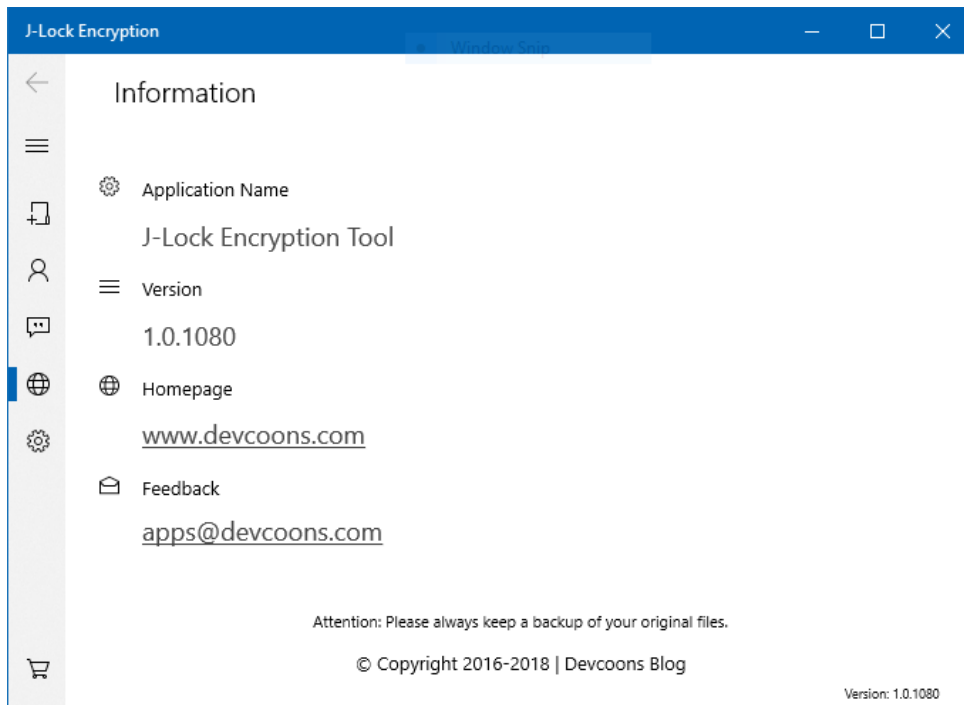 J-Lock Encryption
Window Snip
Information
Application Name
J-Lock Encryption Tool
Version
1.0.1080
Homepage
www.devcoons.com
Feedback
apps@devcoons.com
Attention: Please always keep a backup of your original files.
© Copyright 2016-2018 | Devcoons Blog
Version: 1.0.1080